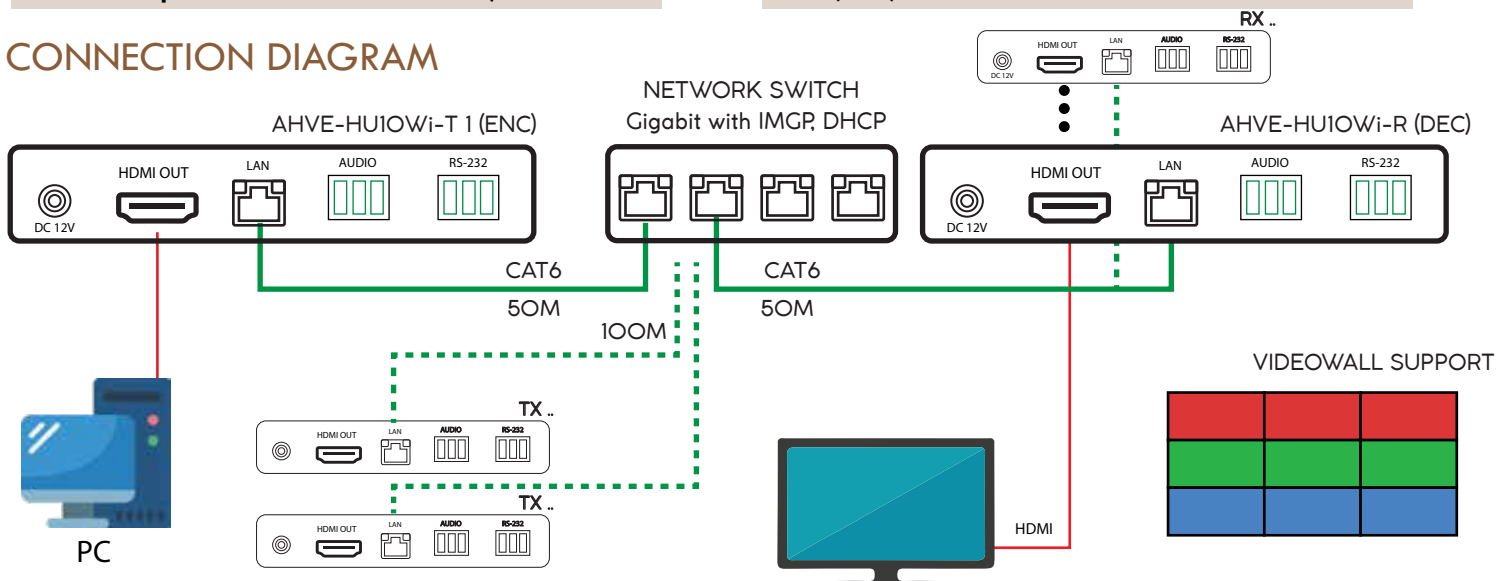 RX ..
HDMI OUT
LAN
AUDIO
RS-232
DC 12V
CONNECTION DIAGRAM
NETWORK SWITCH
Gigabit with IMGP, DHCP
AHVE-HU10Wi-T 1 (ENC)
HDMI OUT
LAN
AUDIO
RS-232
DC 12V
AHVE-HU10Wi-R (DEC)
HDMI OUT
LAN
AUDIO
RS-232
DC 12V
CAT6
50M
CAT6
50M
100M
TX ..
HDMI OUT
LAN
AUDIO
RS-232
TX ..
HDMI OUT
LAN
AUDIO
RS-232
PC
HDMI
VIDEOWALL SUPPORT